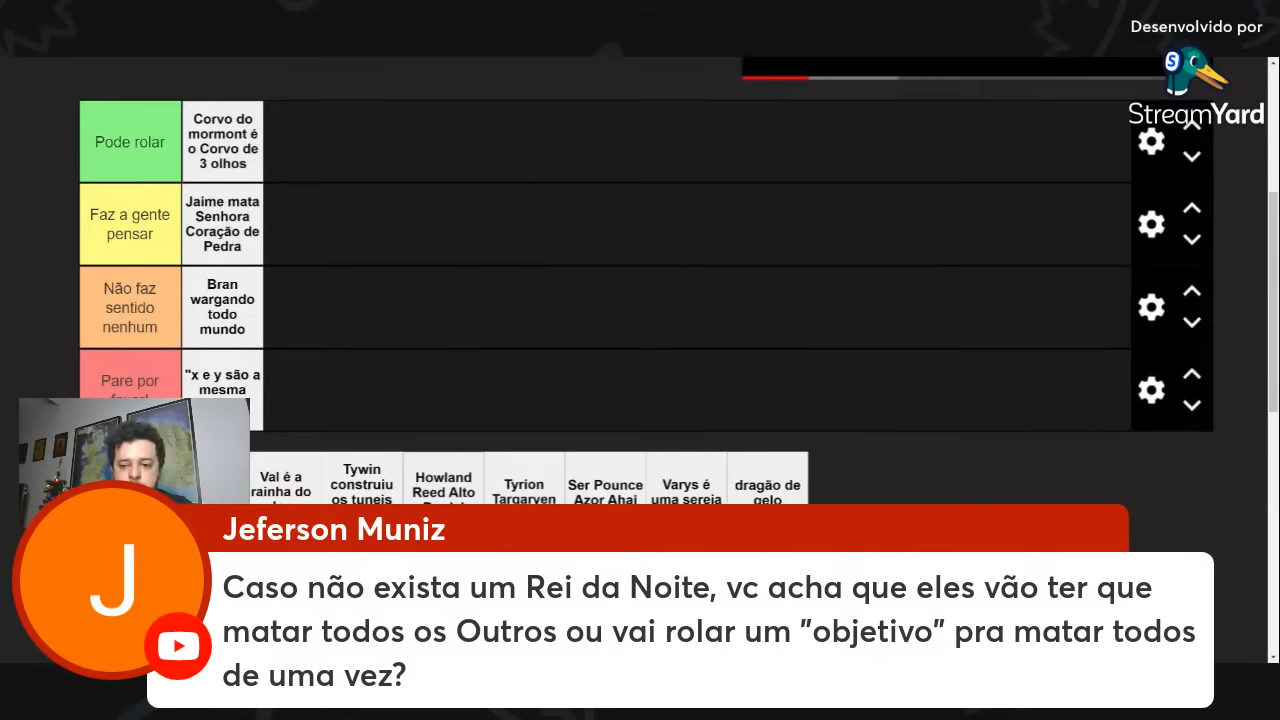 Desenvolvido por
StreamYard
Pode rolar
Corvo do
mormont é
o Corvo de
3 olhos
Faz a gente
pensar
Jaime mata
Senhora
Coração de
Pedra
Não faz
sentido
nenhum
Bran
wargando
todo
mundo
Pare por
"x e y são a
mesma
Val é a
rainha do
Tywin
construiu
os tuneis
Howland
Reed Alto
Tyrion
Targaryen
Ser Pounce
Azor Ahai
Varys é
uma sereia
dragão de
gelo
J
Jeferson Muniz
Caso não exista um Rei da Noite, vc acha que eles vão ter que
matar todos os Outros ou vai rolar um "objetivo" pra matar todos
de uma vez?